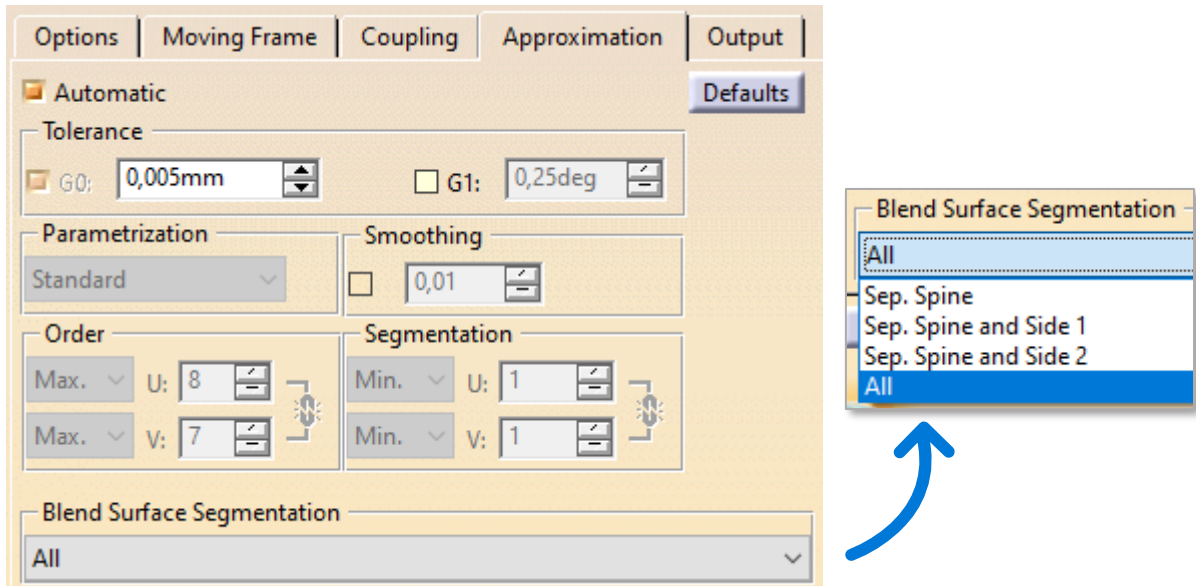 Options Moving Frame Coupling Approximation Output
Automatic Defaults
Tolerance
G0: 0,005mm G1: 0,25deg
Parametrization Smoothing
Standard 0,01
Order Segmentation
Max. U: 8 Min. U: 1
Max. V: 7 Min. V: 1
Blend Surface Segmentation
All
Blend Surface Segmentation
All
Sep. Spine
Sep. Spine and Side 1
Sep. Spine and Side 2
All